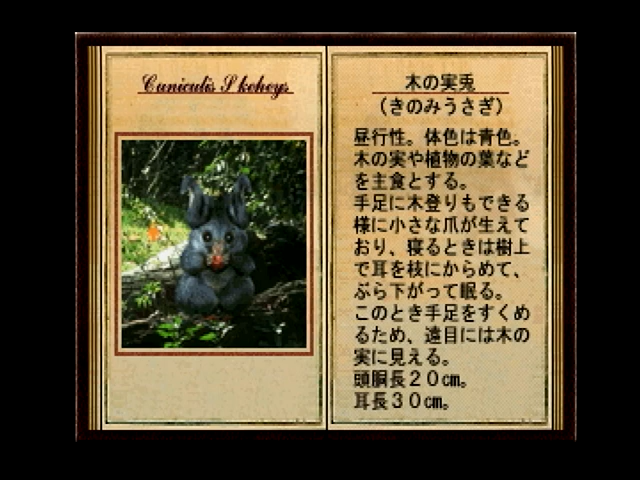 Cuniculis S koheys
木の実兎
（きのみうさぎ）
昼行性。体色は青色。
木の実や植物の葉など
を主食とする。
手足に木登りもできる
様に小さな爪が生えて
おり、寝るときは樹上
で耳を枝にからめて、
ぶら下がって眠る。
このとき手足をすくめ
るため、遠目には木の
実に見える。
頭胴長２０㎝。
耳長３０㎝。